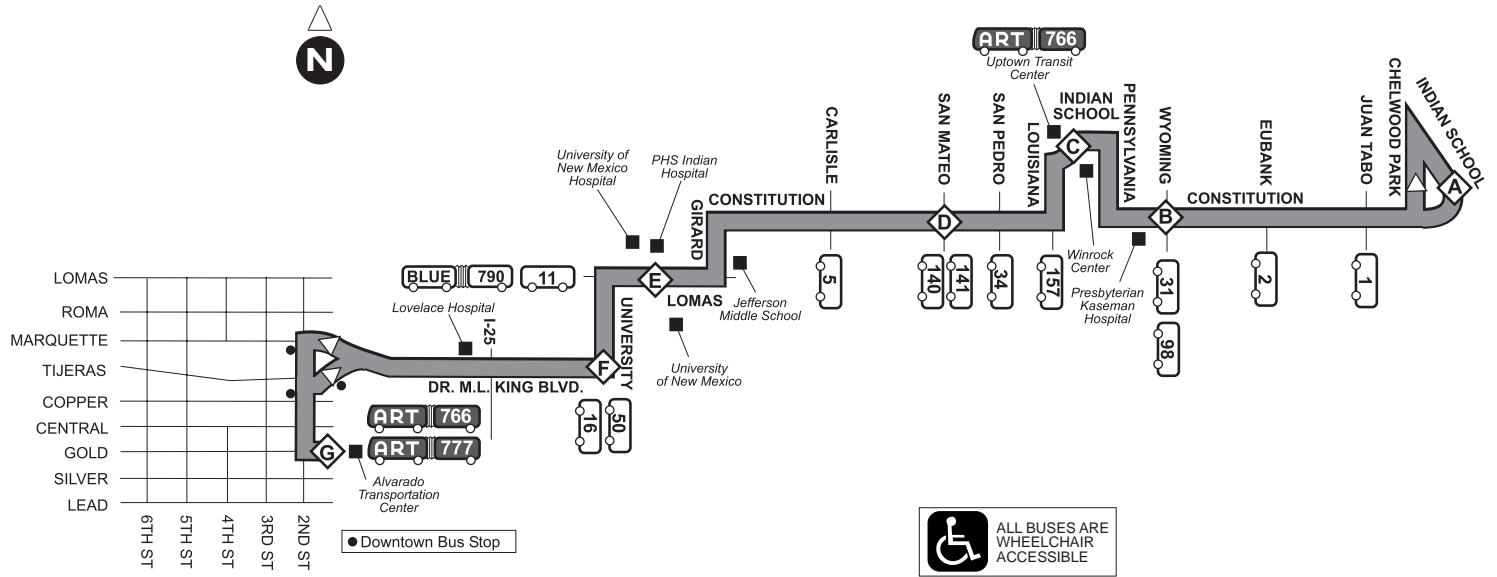 N
ART 766
Uptown Transit
Center
INDIAN
SCHOOL
CARLISLE
SAN MATEO
SAN PEDRO
LOUISIANA
PENNSYLVANIA
WYOMING
EUBANK
JUAN TABO
CHELWOOD PARK
INDIAN SCHOOL
C
A
University of
New Mexico
Hospital
PHS Indian
Hospital
GIRARD
CONSTITUTION
D
B
CONSTITUTION
Winrock
Center
Presbyterian
Kaseman
Hospital
5
140
141
34
157
31
98
2
1
BLUE 790
11
E
LOMAS
Jefferson
Middle School
Lovelace Hospital
I-25
UNIVERSITY
University
of New Mexico
F
DR. M.L. KING BLVD.
16
50
LOMAS
ROMA
MARQUETTE
TIJERAS
COPPER
CENTRAL
GOLD
SILVER
LEAD
ART 766
ART 777
G
Alvarado
Transportation
Center
6TH ST
5TH ST
4TH ST
3RD ST
2ND ST
Downtown Bus Stop
ALL BUSES ARE
WHEELCHAIR
ACCESSIBLE